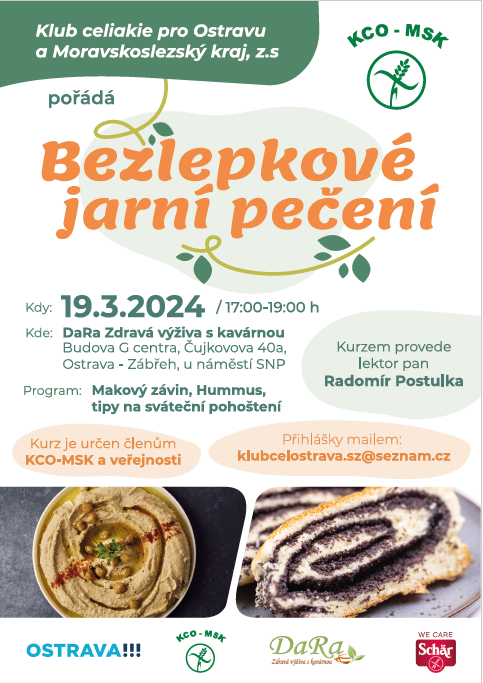 Klub celiakie pro Ostravu
a Moravskoslezský kraj, z.s
KCO - MSK
pořádá
Bezlepkové
jarní pečení
Kdy: 19.3.2024 / 17:00-19:00 h
Kde: DaRa Zdravá výživa s kavárnou
Budova G centra, Čujkovova 40a,
Ostrava - Zábřeh, u náměstí SNP
Kurzem provede
lektor pan
Radomír Postulka
Program: Makový závin, Hummus,
tipy na sváteční pohoštění
Kurz je určen členům
KCO-MSK a veřejnosti
Přihlášky mailem:
klubcelostrava.sz@seznam.cz
OSTRAVA!!!
KCO - MSK
DaRa
Zdravá výživa s kavárnou
WE CARE
Schär